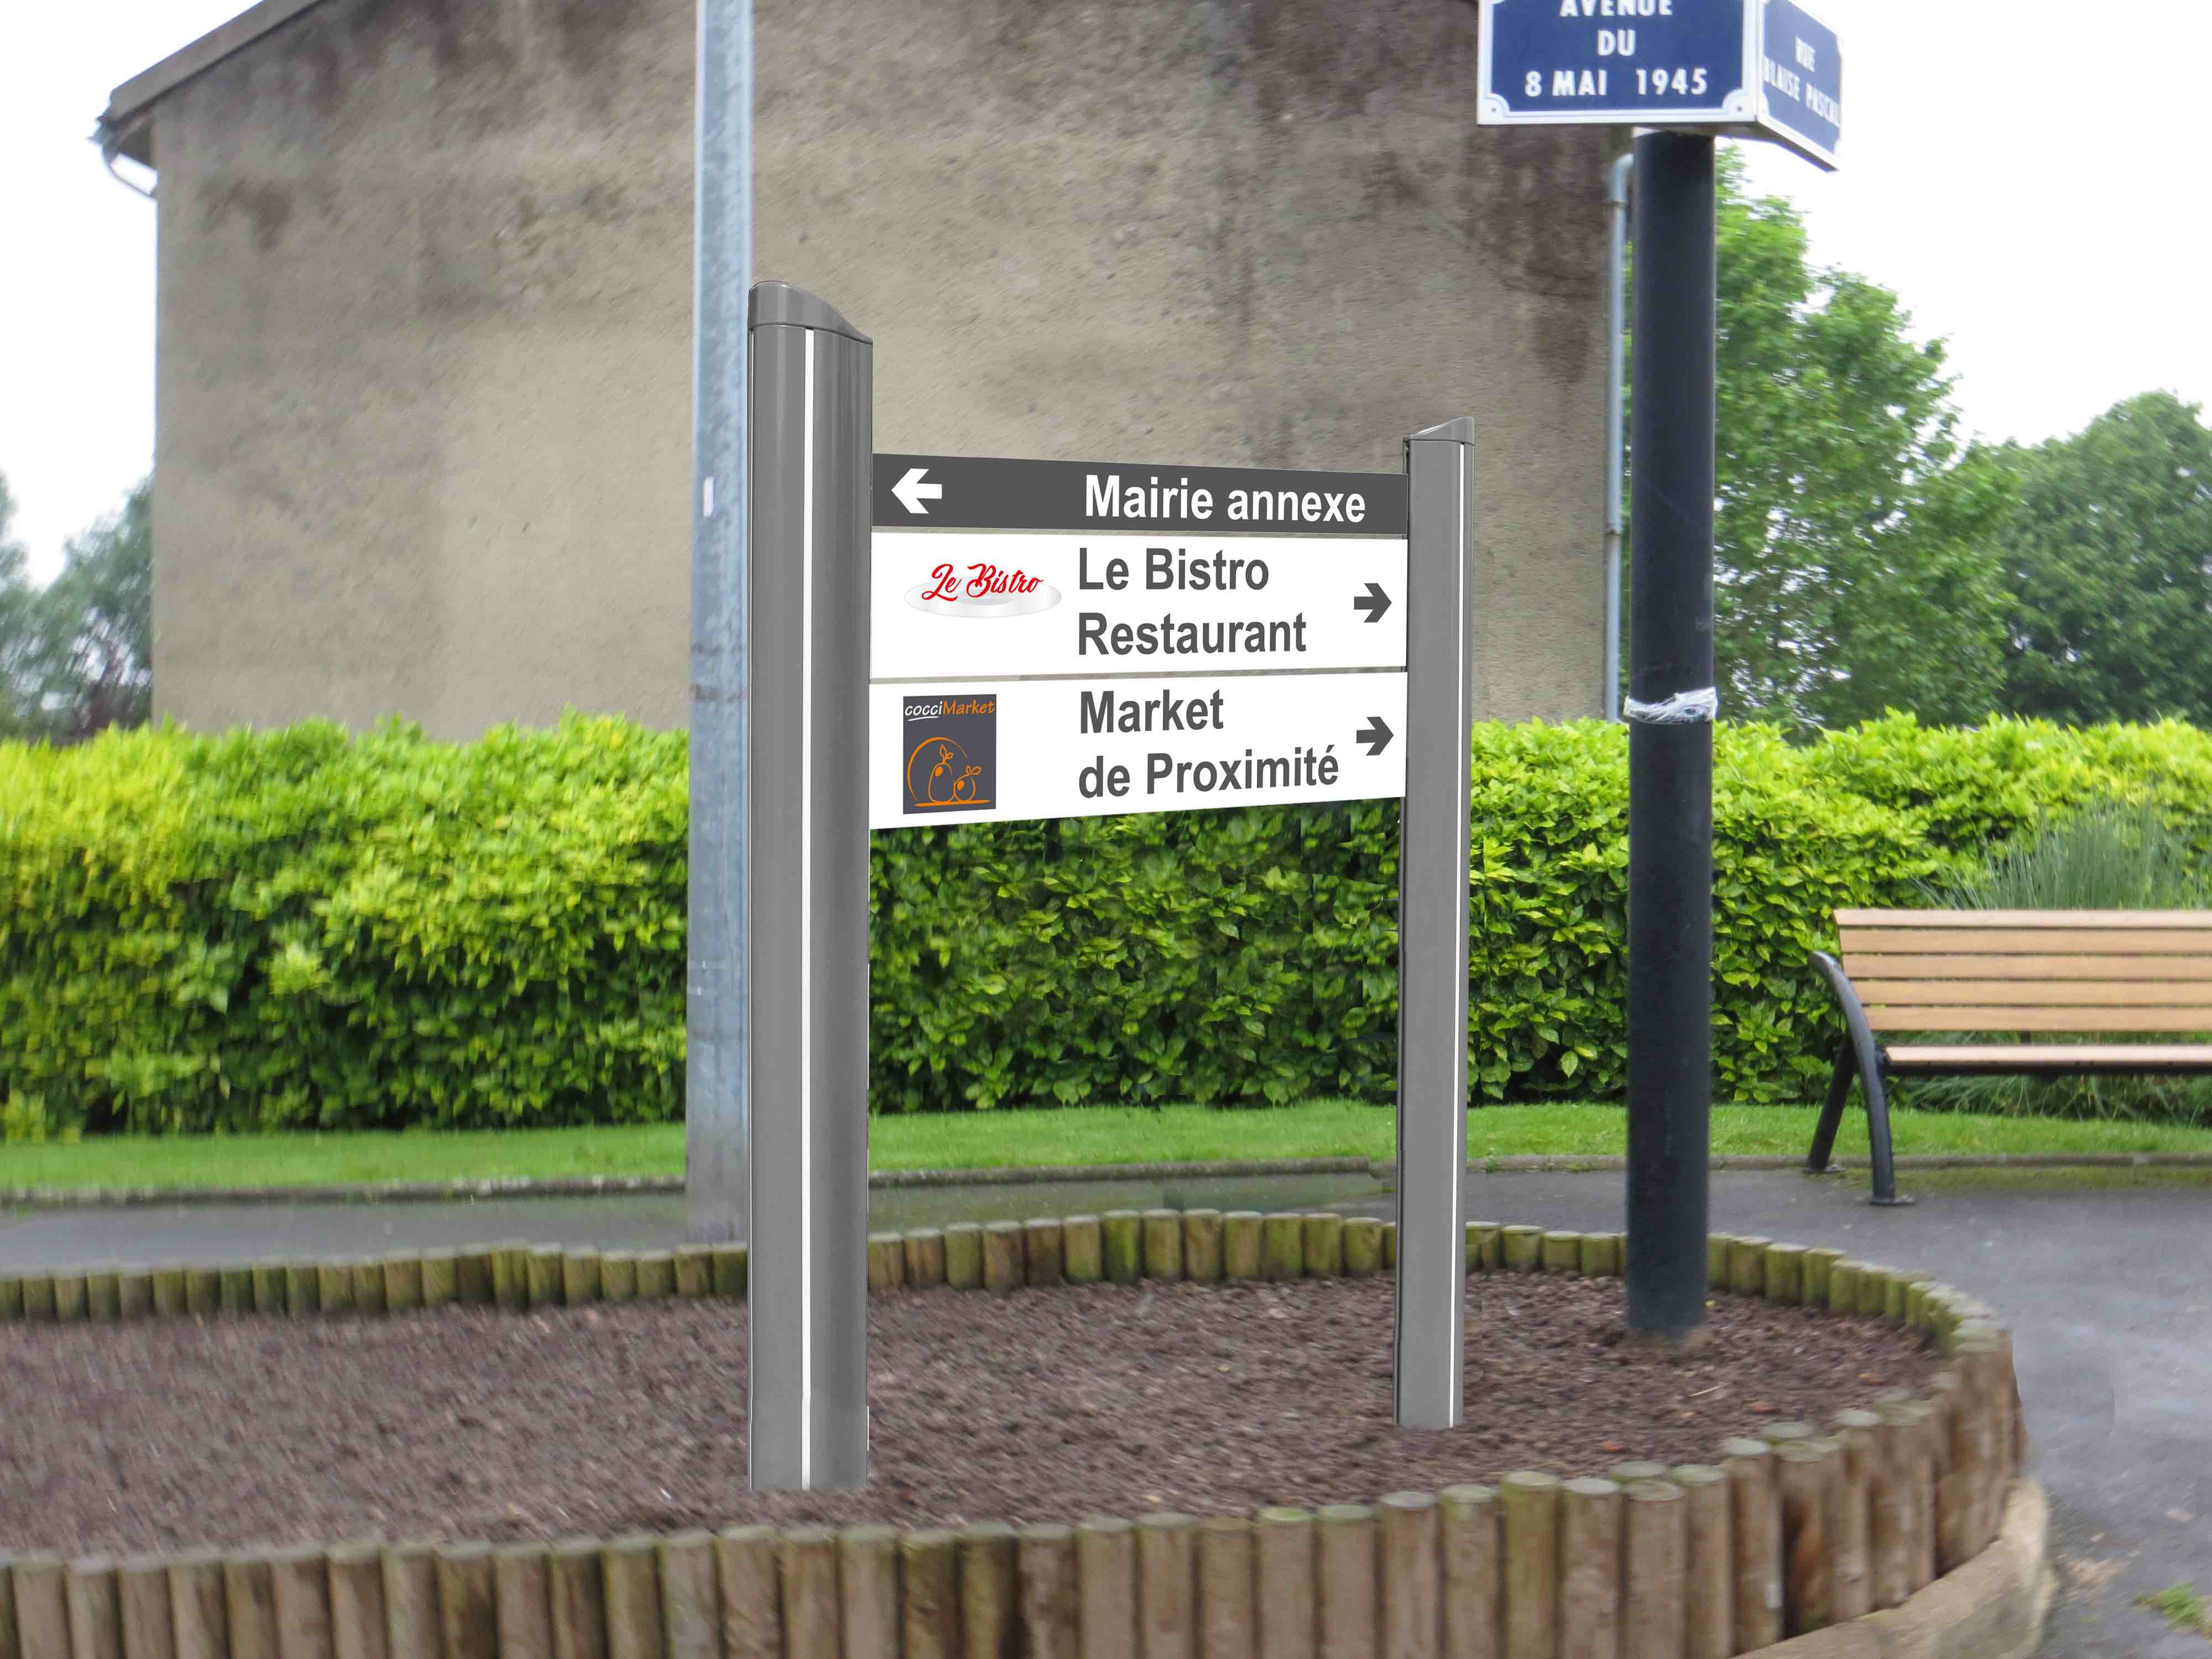 AVENUE
DU
8 MAI 1945
RUE
BLAISE PASCAL
Mairie annexe
Le Bistro
Le Bistro
Restaurant
cocciMarket
Market
de Proximité